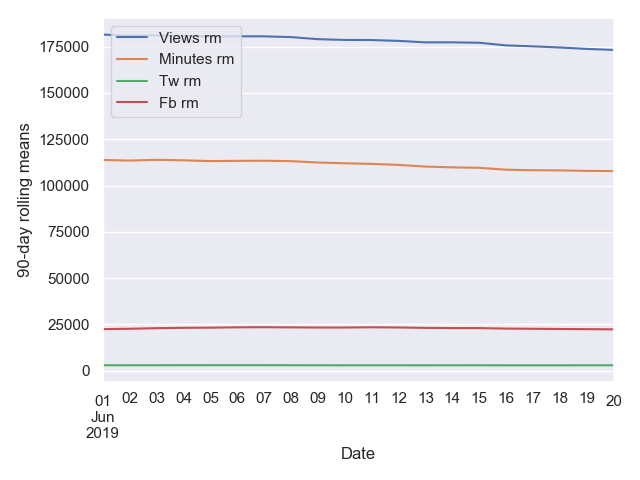 Views rm
Minutes rm
Tw rm
Fb rm
90-day rolling means
175000
150000
125000
100000
75000
50000
25000
0
01 02 03 04 05 06 07 08 09 10 11 12 13 14 15 16 17 18 19 20
Jun
2019
Date